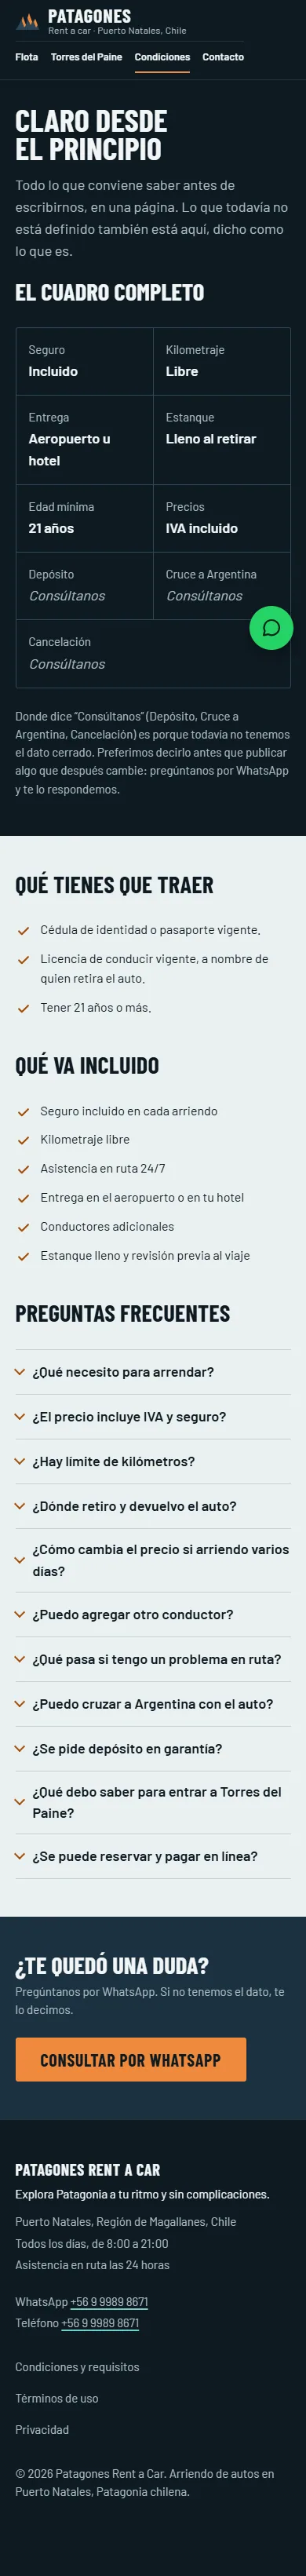 PATAGONES
Rent a car · Puerto Natales, Chile
Flota Torres del Paine Condiciones Contacto
CLARO DESDE
EL PRINCIPIO
Todo lo que conviene saber antes de
escribirnos, en una página. Lo que todavía no
está definido también está aquí, dicho como
lo que es.
EL CUADRO COMPLETO
Seguro
Incluido
Kilometraje
Libre
Entrega
Aeropuerto u
hotel
Estanque
Lleno al retirar
Edad mínima
21 años
Precios
IVA incluido
Depósito
Consúltanos
Cruce a Argentina
Consúltanos
Cancelación
Consúltanos
Donde dice “Consúltanos” (Depósito, Cruce a
Argentina, Cancelación) es porque todavía no tenemos
el dato cerrado. Preferimos decirlo antes que publicar
algo que después cambie: pregúntanos por WhatsApp
y te lo respondemos.
QUÉ TIENES QUE TRAER
Cédula de identidad o pasaporte vigente.
Licencia de conducir vigente, a nombre de
quien retira el auto.
Tener 21 años o más.
QUÉ VA INCLUIDO
Seguro incluido en cada arriendo
Kilometraje libre
Asistencia en ruta 24/7
Entrega en el aeropuerto o en tu hotel
Conductores adicionales
Estanque lleno y revisión previa al viaje
PREGUNTAS FRECUENTES
¿Qué necesito para arrendar?
¿El precio incluye IVA y seguro?
¿Hay límite de kilómetros?
¿Dónde retiro y devuelvo el auto?
¿Cómo cambia el precio si arriendo varios
días?
¿Puedo agregar otro conductor?
¿Qué pasa si tengo un problema en ruta?
¿Puedo cruzar a Argentina con el auto?
¿Se pide depósito en garantía?
¿Qué debo saber para entrar a Torres del
Paine?
¿Se puede reservar y pagar en línea?
¿TE QUEDÓ UNA DUDA?
Pregúntanos por WhatsApp. Si no tenemos el dato, te
lo decimos.
CONSULTAR POR WHATSAPP
PATAGONES RENT A CAR
Explora Patagonia a tu ritmo y sin complicaciones.
Puerto Natales, Región de Magallanes, Chile
Todos los días, de 8:00 a 21:00
Asistencia en ruta las 24 horas
WhatsApp +56 9 9989 8671
Teléfono +56 9 9989 8671
Condiciones y requisitos
Términos de uso
Privacidad
© 2026 Patagones Rent a Car. Arriendo de autos en
Puerto Natales, Patagonia chilena.